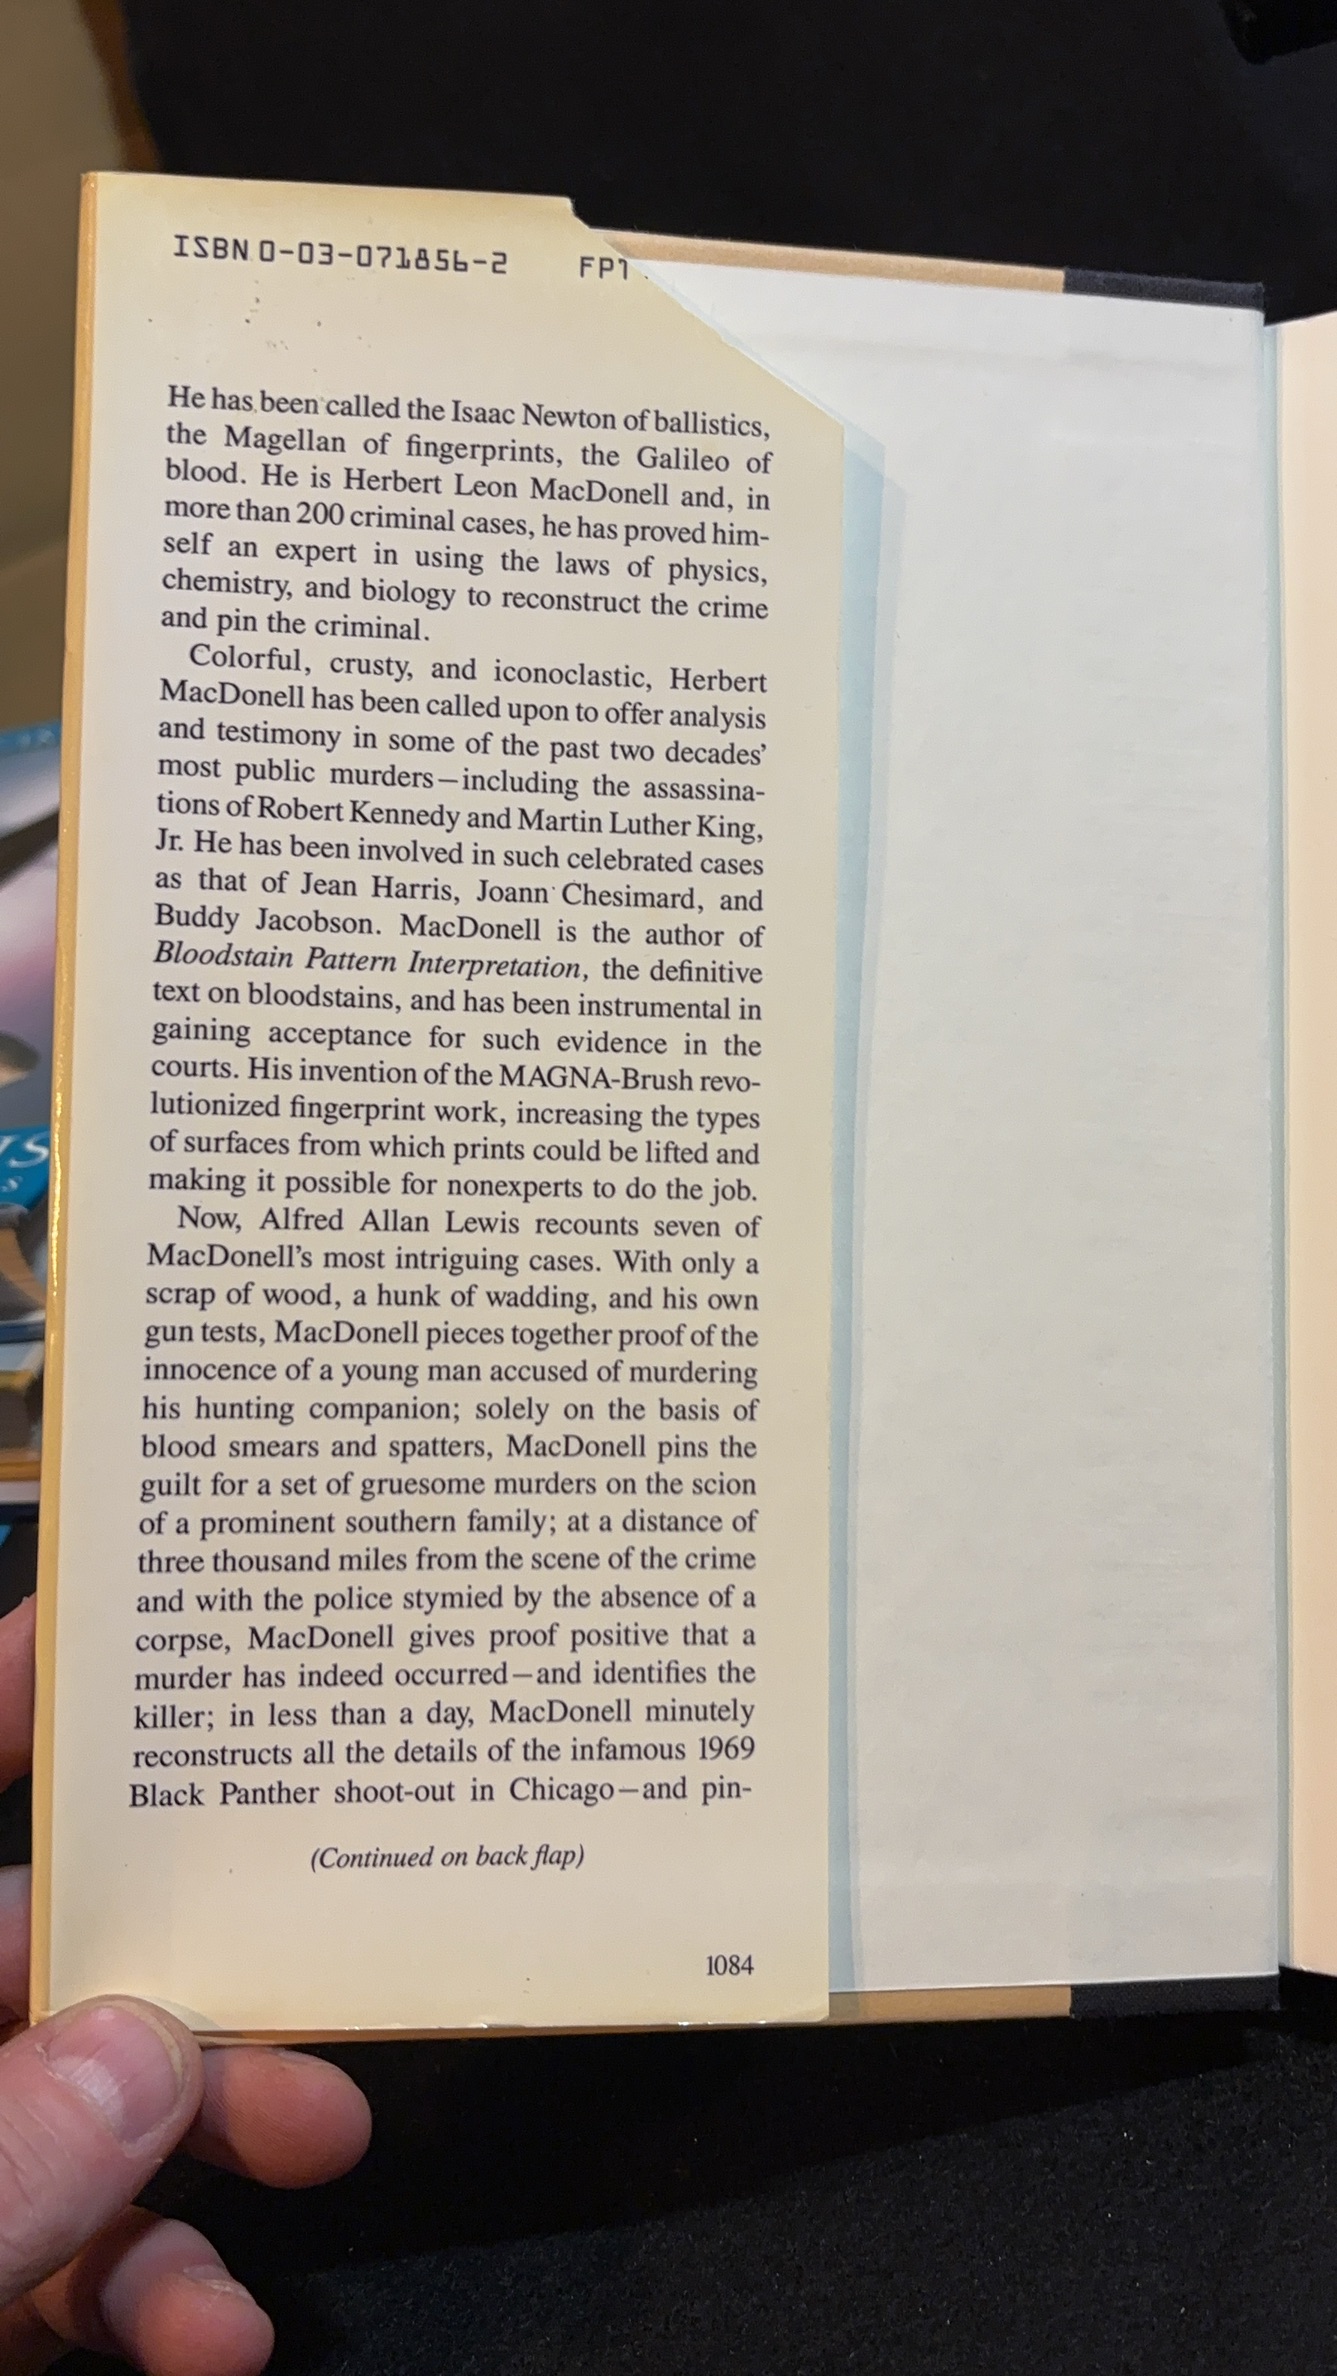 ISBN 0-03-071856-2 FP1
He has been called the Isaac Newton of ballistics,
the Magellan of fingerprints, the Galileo of
blood. He is Herbert Leon MacDonell and, in
more than 200 criminal cases, he has proved him-
self an expert in using the laws of physics,
chemistry, and biology to reconstruct the crime
and pin the criminal.
Colorful, crusty, and iconoclastic, Herbert
MacDonell has been called upon to offer analysis
and testimony in some of the past two decades’
most public murders—including the assassina-
tions of Robert Kennedy and Martin Luther King,
Jr. He has been involved in such celebrated cases
as that of Jean Harris, Joann Chesimard, and
Buddy Jacobson. MacDonell is the author of
Bloodstain Pattern Interpretation, the definitive
text on bloodstains, and has been instrumental in
gaining acceptance for such evidence in the
courts. His invention of the MAGNA-Brush revo-
lutionized fingerprint work, increasing the types
of surfaces from which prints could be lifted and
making it possible for nonexperts to do the job.
Now, Alfred Allan Lewis recounts seven of
MacDonell’s most intriguing cases. With only a
scrap of wood, a hunk of wadding, and his own
gun tests, MacDonell pieces together proof of the
innocence of a young man accused of murdering
his hunting companion; solely on the basis of
blood smears and spatters, MacDonell pins the
guilt for a set of gruesome murders on the scion
of a prominent southern family; at a distance of
three thousand miles from the scene of the crime
and with the police stymied by the absence of a
corpse, MacDonell gives proof positive that a
murder has indeed occurred—and identifies the
killer; in less than a day, MacDonell minutely
reconstructs all the details of the infamous 1969
Black Panther shoot-out in Chicago—and pin-
(Continued on back flap)
1084